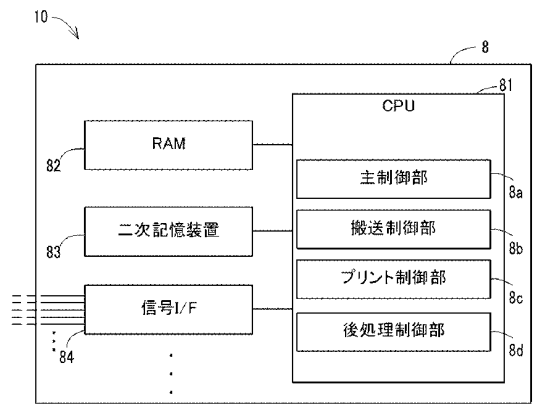 10
8
81
CPU
RAM
82
主制御部
8a
二次記憶装置
83
搬送制御部
8b
プリント制御部
8c
信号I/F
84
後処理制御部
8d